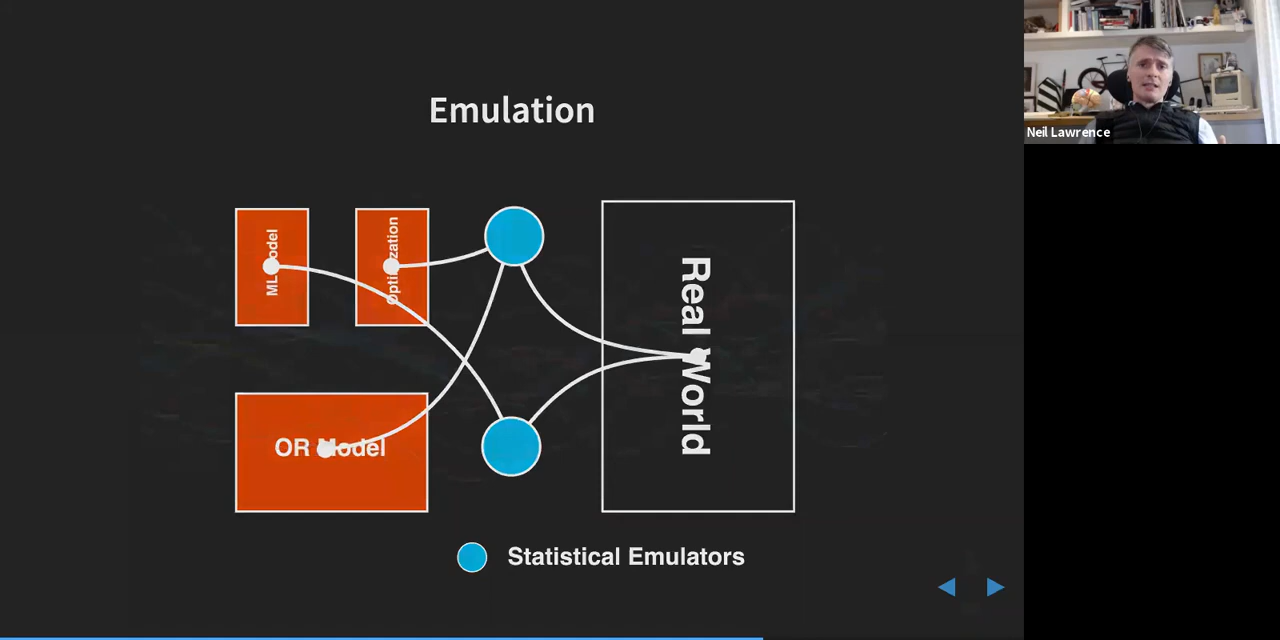 Emulation
ML Model
Optimization
OR Model
Real World
Statistical Emulators
Neil Lawrence